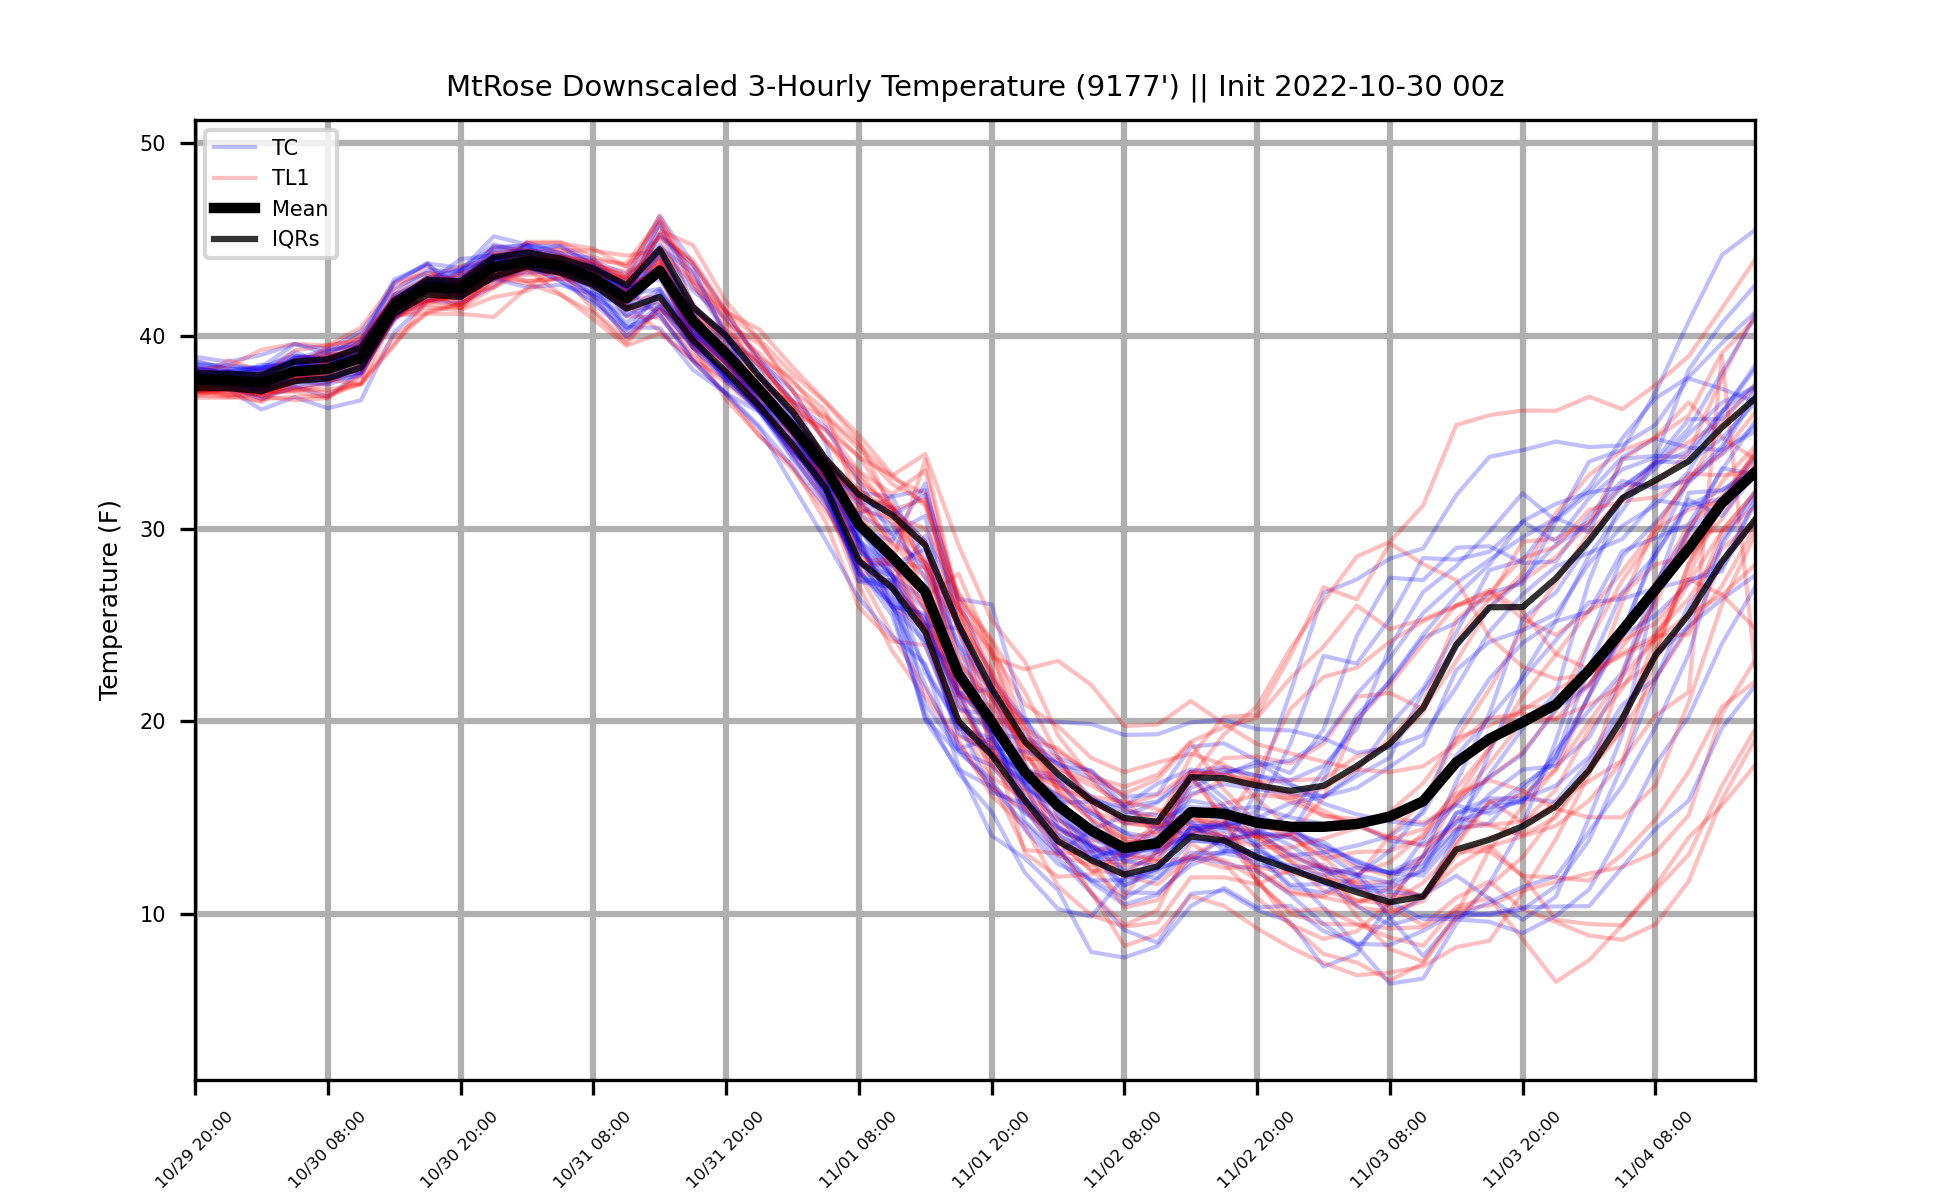 MtRose Downscaled 3-Hourly Temperature (9177') || Init 2022-10-30 00z
TC
TL1
Mean
IQRs
Temperature (F)
50
40
30
20
10
10/29 20:00
10/30 08:00
10/30 20:00
10/31 08:00
10/31 20:00
11/01 08:00
11/01 20:00
11/02 08:00
11/02 20:00
11/03 08:00
11/03 20:00
11/04 08:00